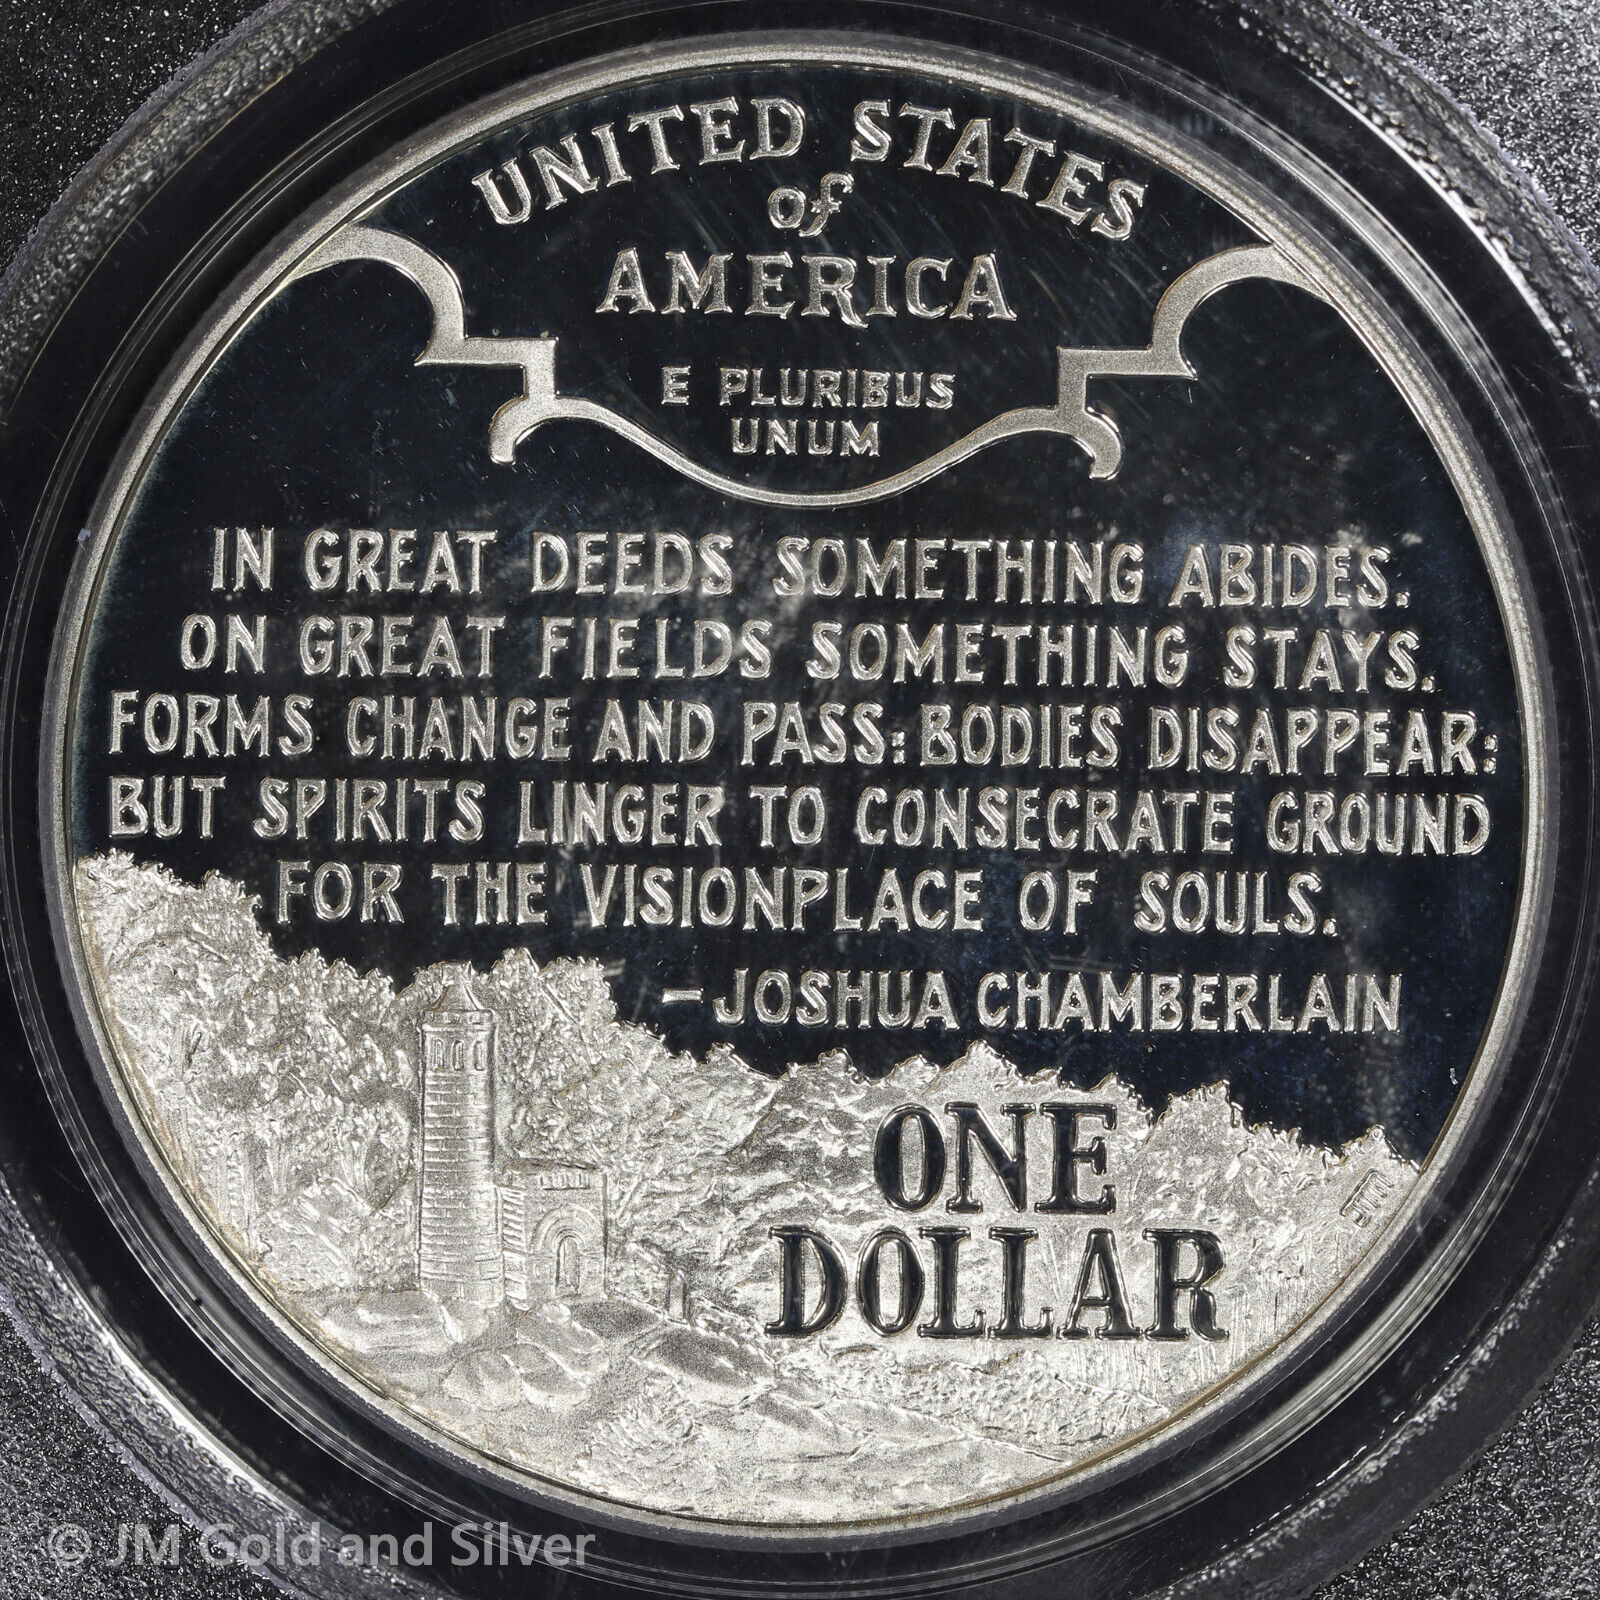 UNITED STATES
of
AMERICA
E PLURIBUS
UNUM
IN GREAT DEEDS SOMETHING ABIDES.
ON GREAT FIELDS SOMETHING STAYS.
FORMS CHANGE AND PASS: BODIES DISAPPEAR:
BUT SPIRITS LINGER TO CONSECRATE GROUND
FOR THE VISIONPLACE OF SOULS.
-JOSHUA CHAMBERLAIN
ONE
DOLLAR
JM
© JM Gold and Silver